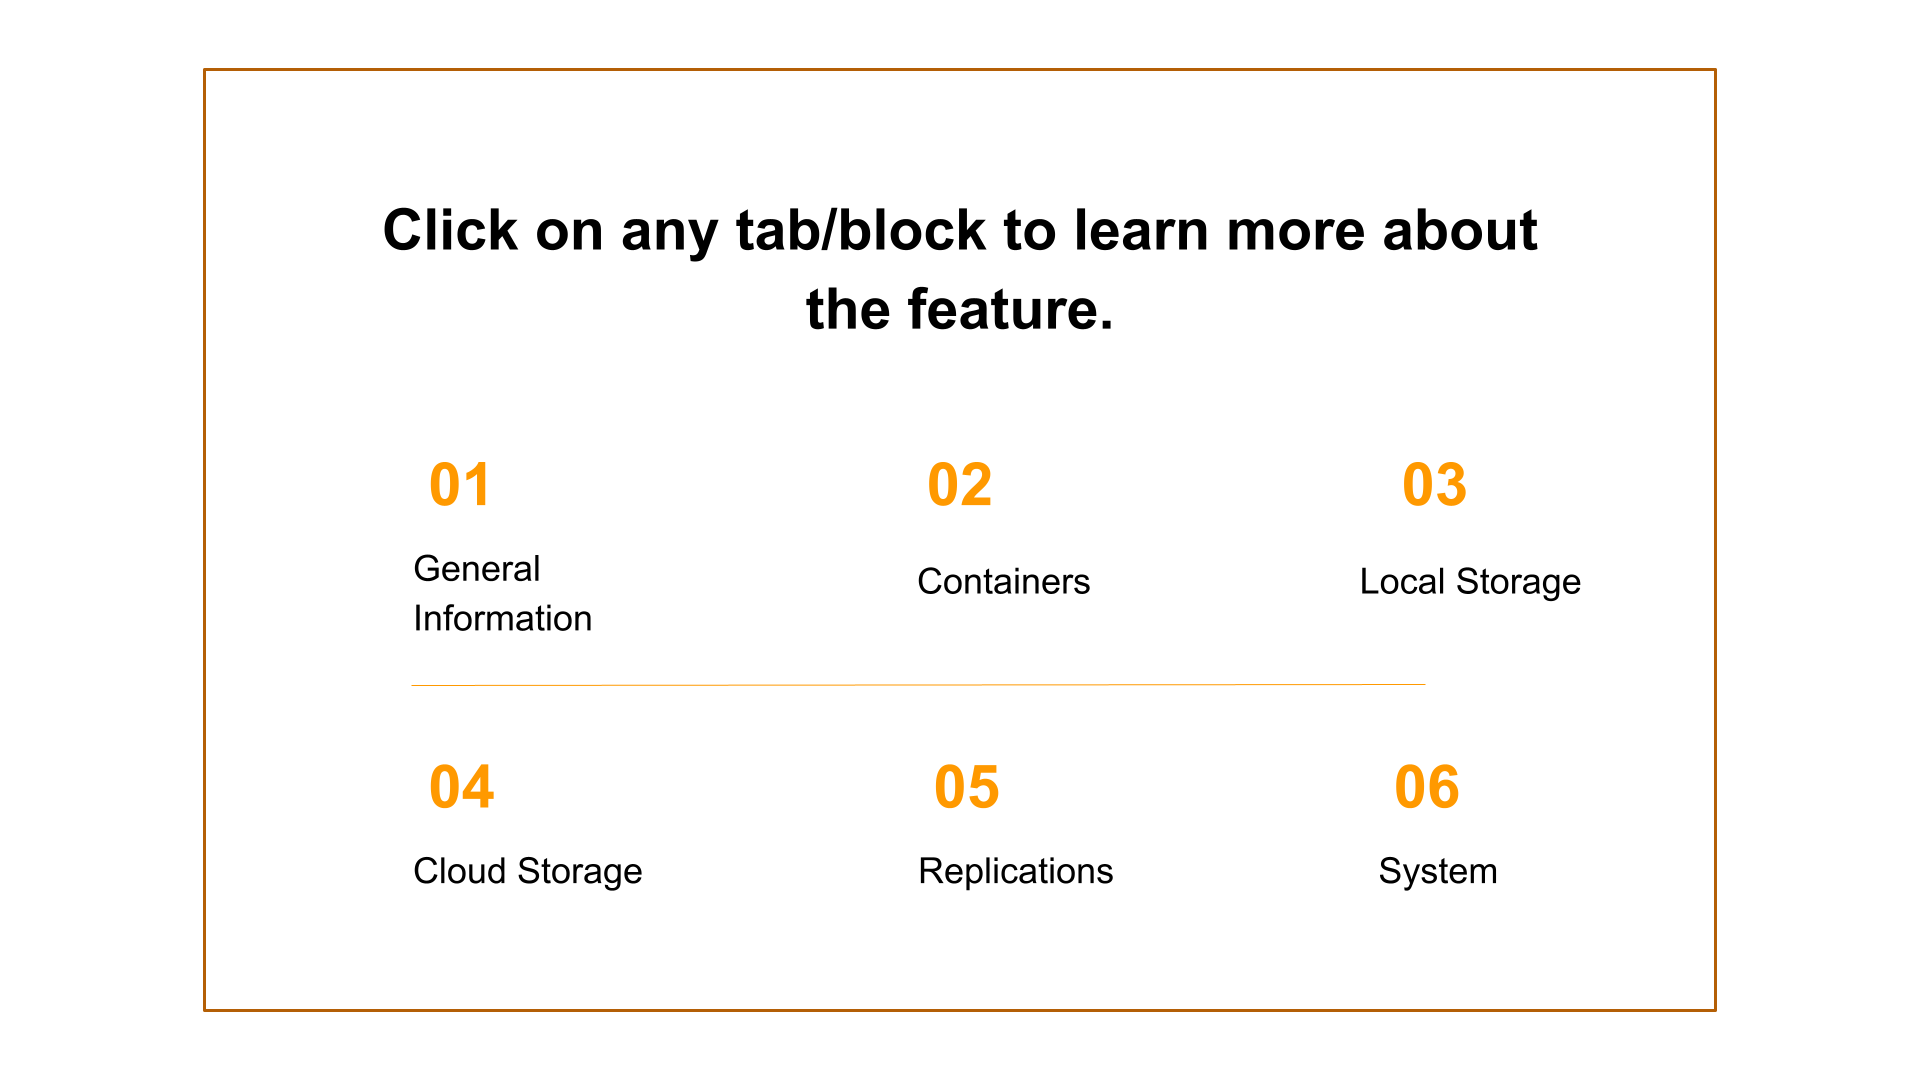 Click on any tab/block to learn more about
the feature.
01
General
Information
02
Containers
03
Local Storage
04
Cloud Storage
05
Replications
06
System